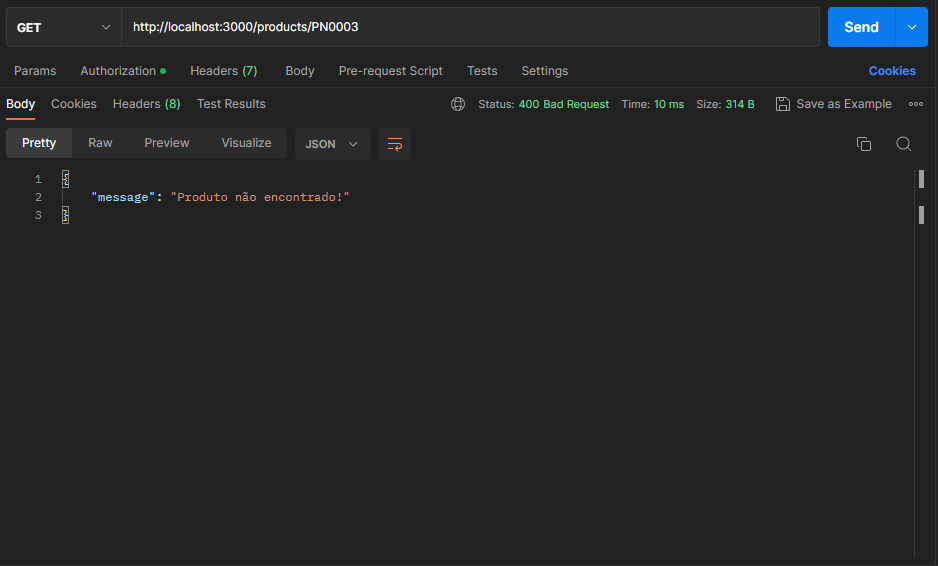 GET http://localhost:3000/products/PN0003 Send
Params Authorization Headers (7) Body Pre-request Script Tests Settings Cookies
Body Cookies Headers (8) Test Results Status: 400 Bad Request Time: 10 ms Size: 314 B Save as Example
Pretty Raw Preview Visualize JSON
1 {
2 "message": "Produto não encontrado!"
3 }